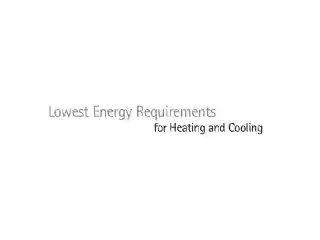 Lowest Energy Requirements
for Heating and Cooling